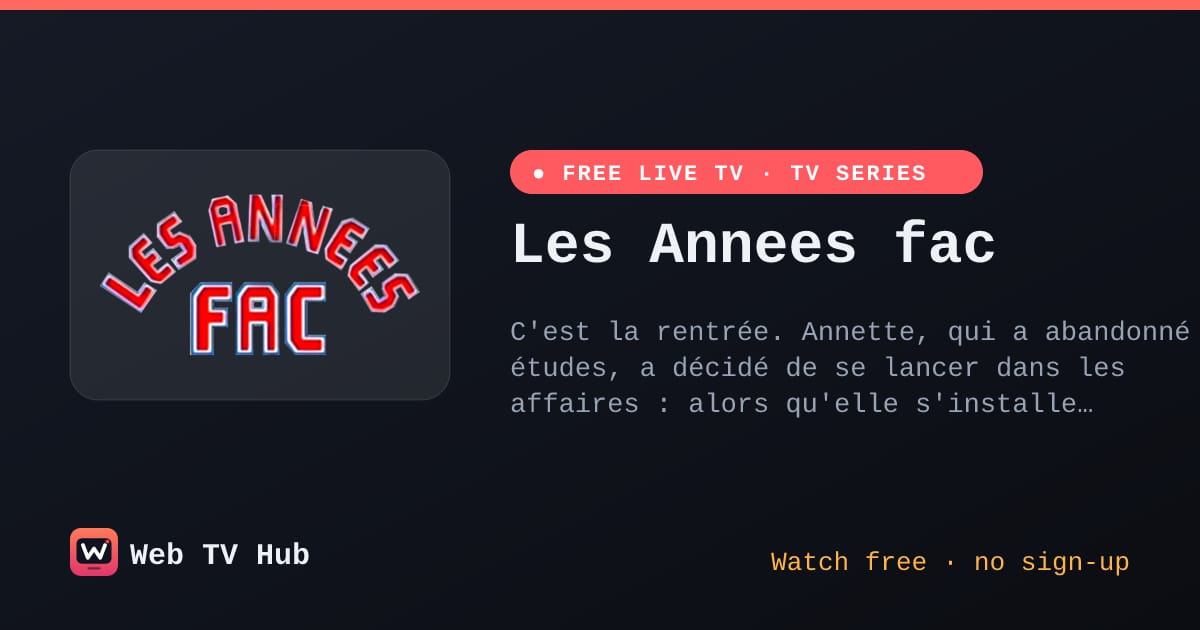 LES ANNEES
FAC
● FREE LIVE TV · TV SERIES
Les Annees fac
C'est la rentrée. Annette, qui a abandonné
études, a décidé de se lancer dans les
affaires : alors qu'elle s'installe…
W
Web TV Hub
Watch free · no sign-up